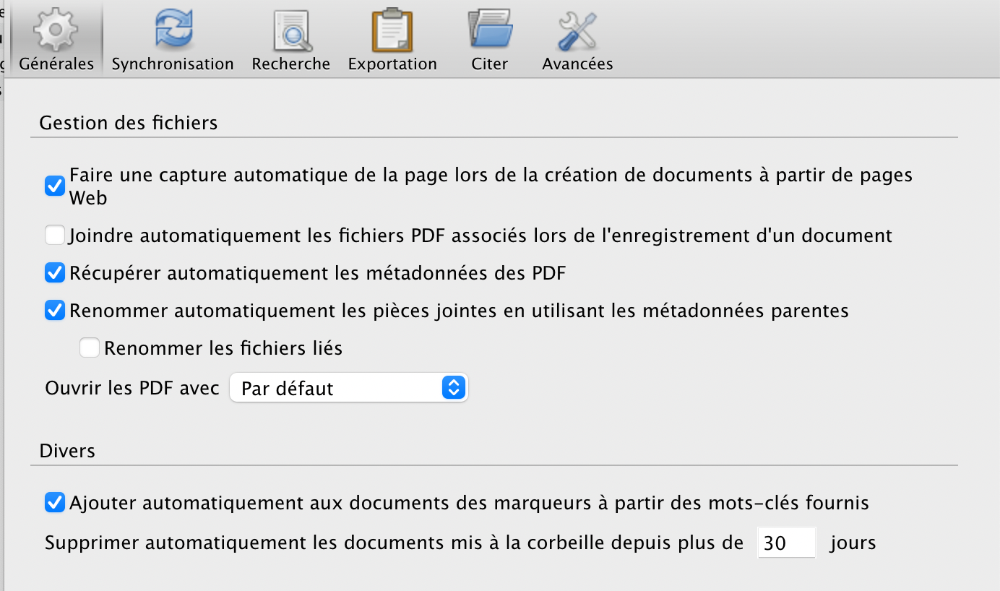 Générales Synchronisation Recherche Exportation Citer Avancées
Gestion des fichiers
Faire une capture automatique de la page lors de la création de documents à partir de pages
Web
Joindre automatiquement les fichiers PDF associés lors de l'enregistrement d'un document
Récupérer automatiquement les métadonnées des PDF
Renommer automatiquement les pièces jointes en utilisant les métadonnées parentes
Renommer les fichiers liés
Ouvrir les PDF avec Par défaut
Divers
Ajouter automatiquement aux documents des marqueurs à partir des mots-clés fournis
Supprimer automatiquement les documents mis à la corbeille depuis plus de 30 jours